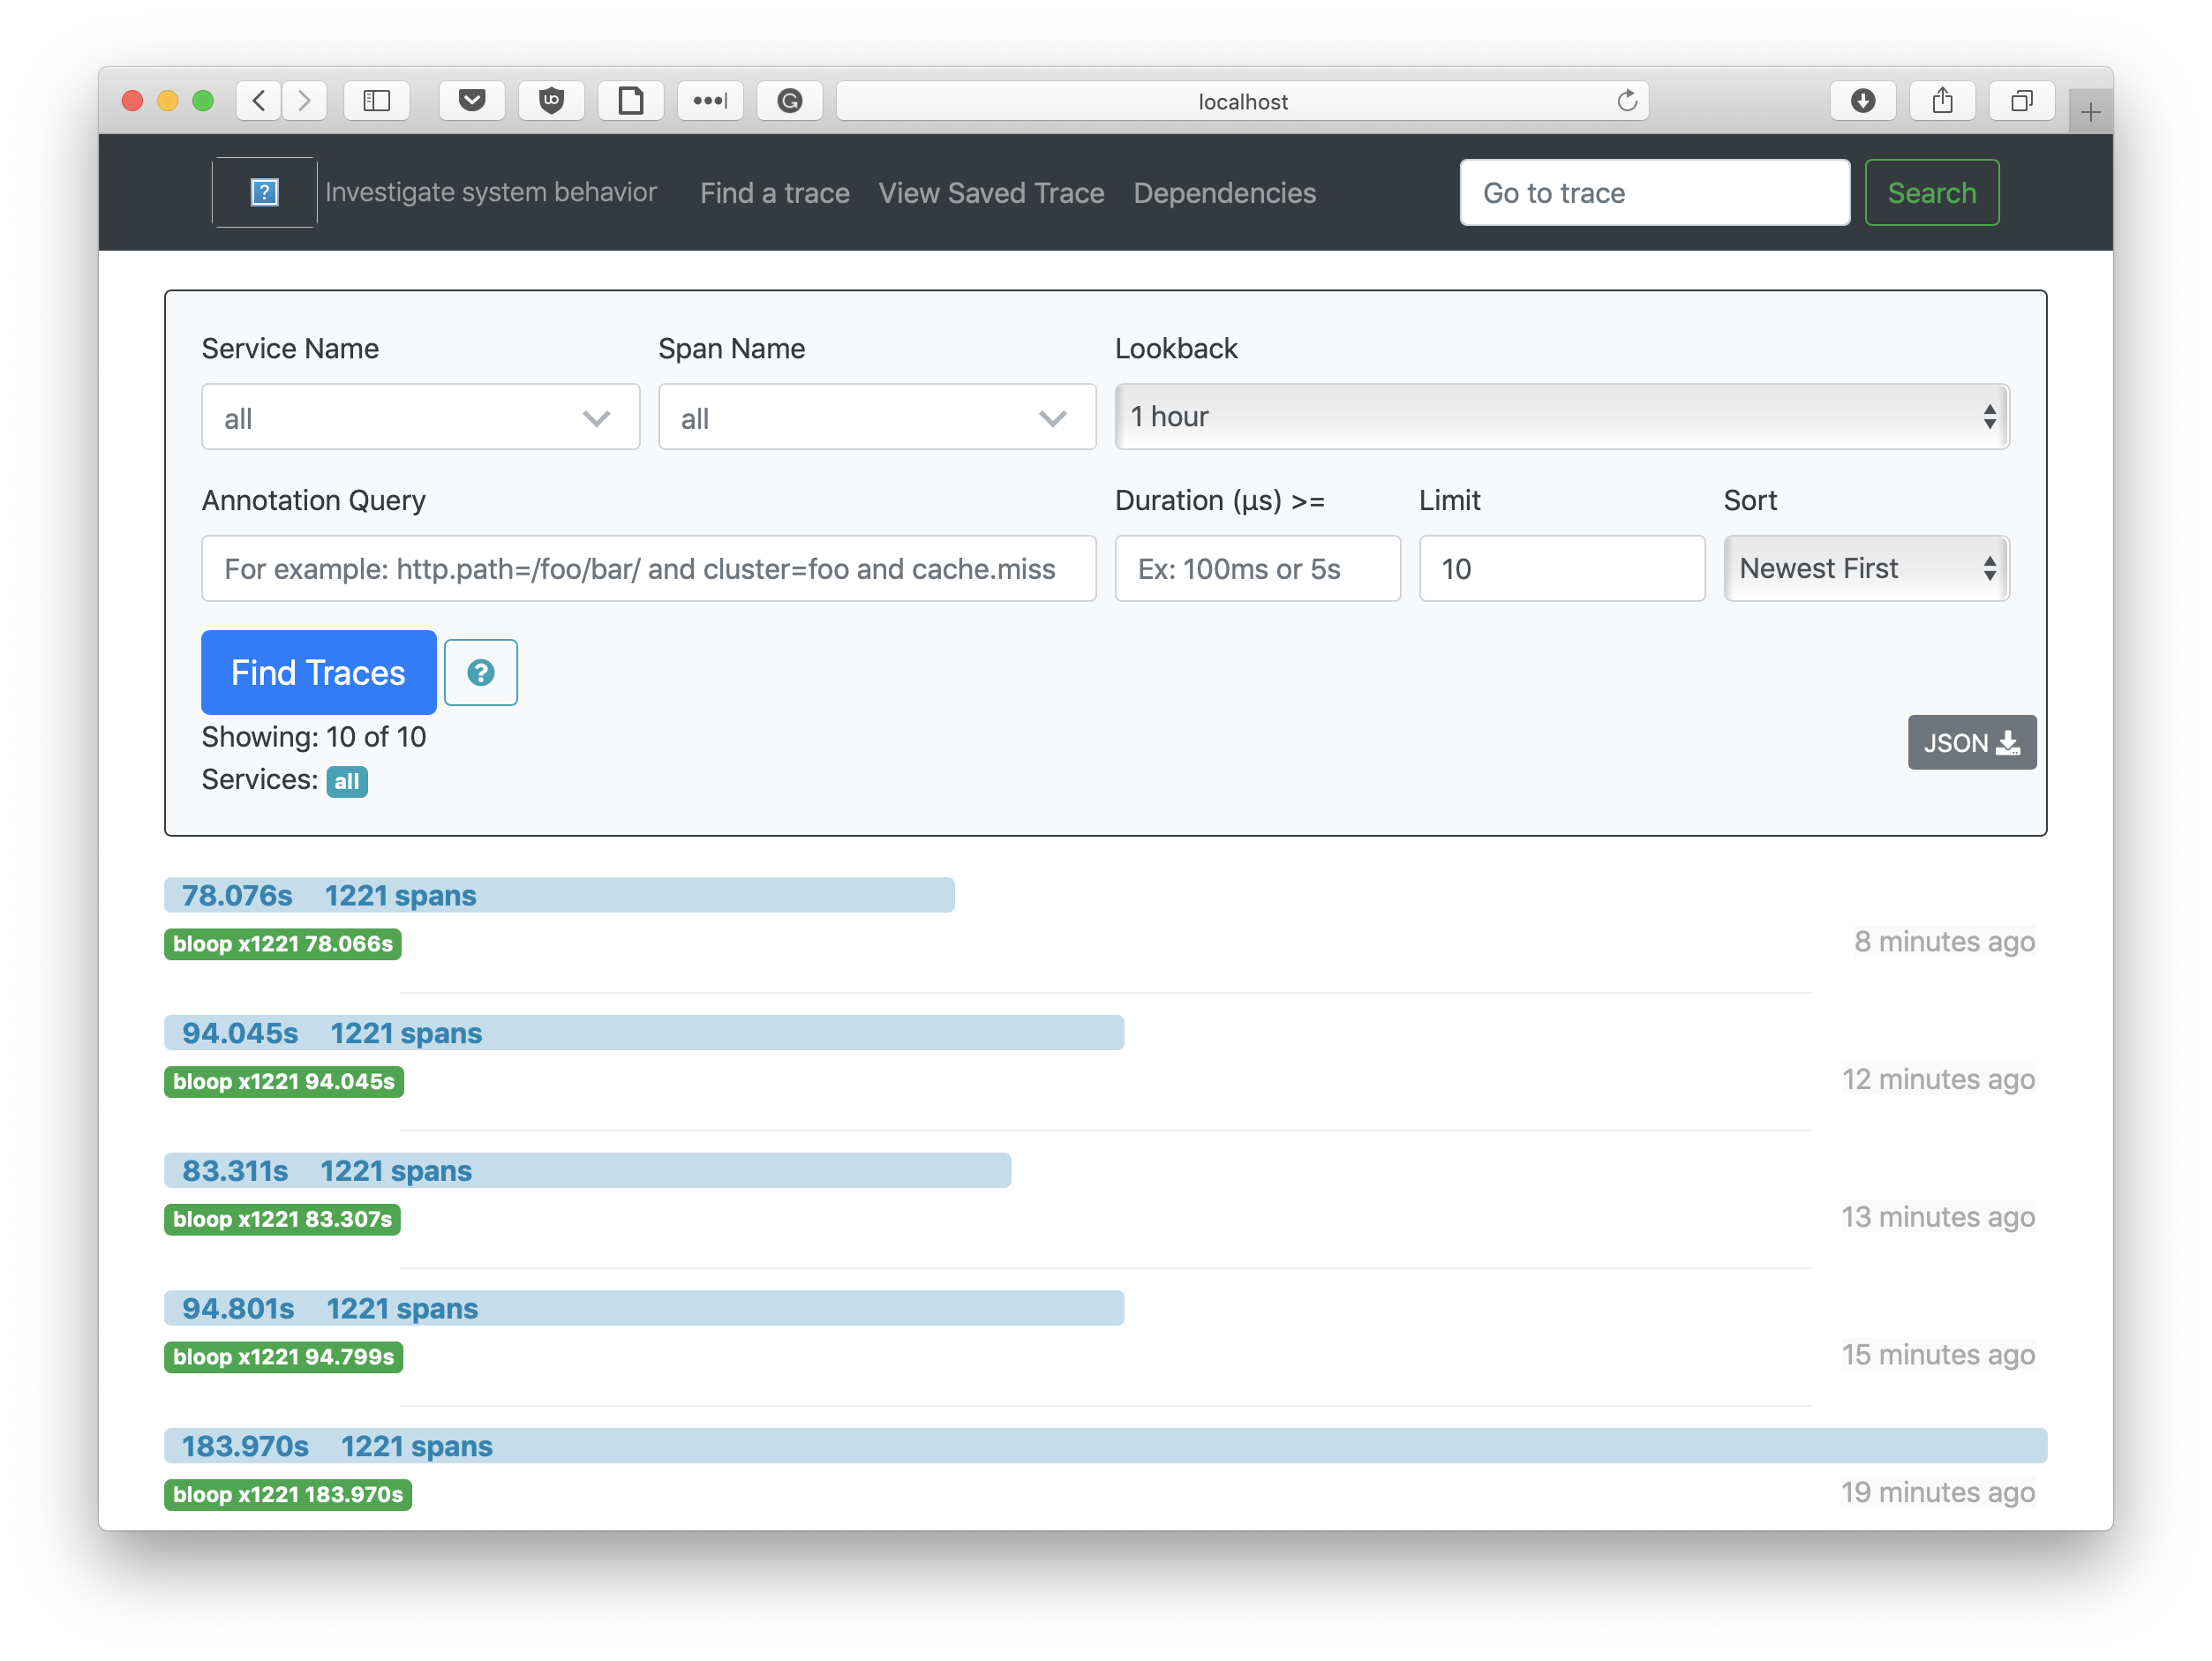 localhost
Investigate system behavior Find a trace View Saved Trace Dependencies Go to trace Search
Service Name Span Name Lookback
all all 1 hour
Annotation Query Duration (μs) >= Limit Sort
For example: http.path=/foo/bar/ and cluster=foo and cache.miss Ex: 100ms or 5s 10 Newest First
Find Traces ?
Showing: 10 of 10
JSON
Services: all
78.076s 1221 spans
bloop x1221 78.066s 8 minutes ago
94.045s 1221 spans
bloop x1221 94.045s 12 minutes ago
83.311s 1221 spans
bloop x1221 83.307s 13 minutes ago
94.801s 1221 spans
bloop x1221 94.799s 15 minutes ago
183.970s 1221 spans
bloop x1221 183.970s 19 minutes ago